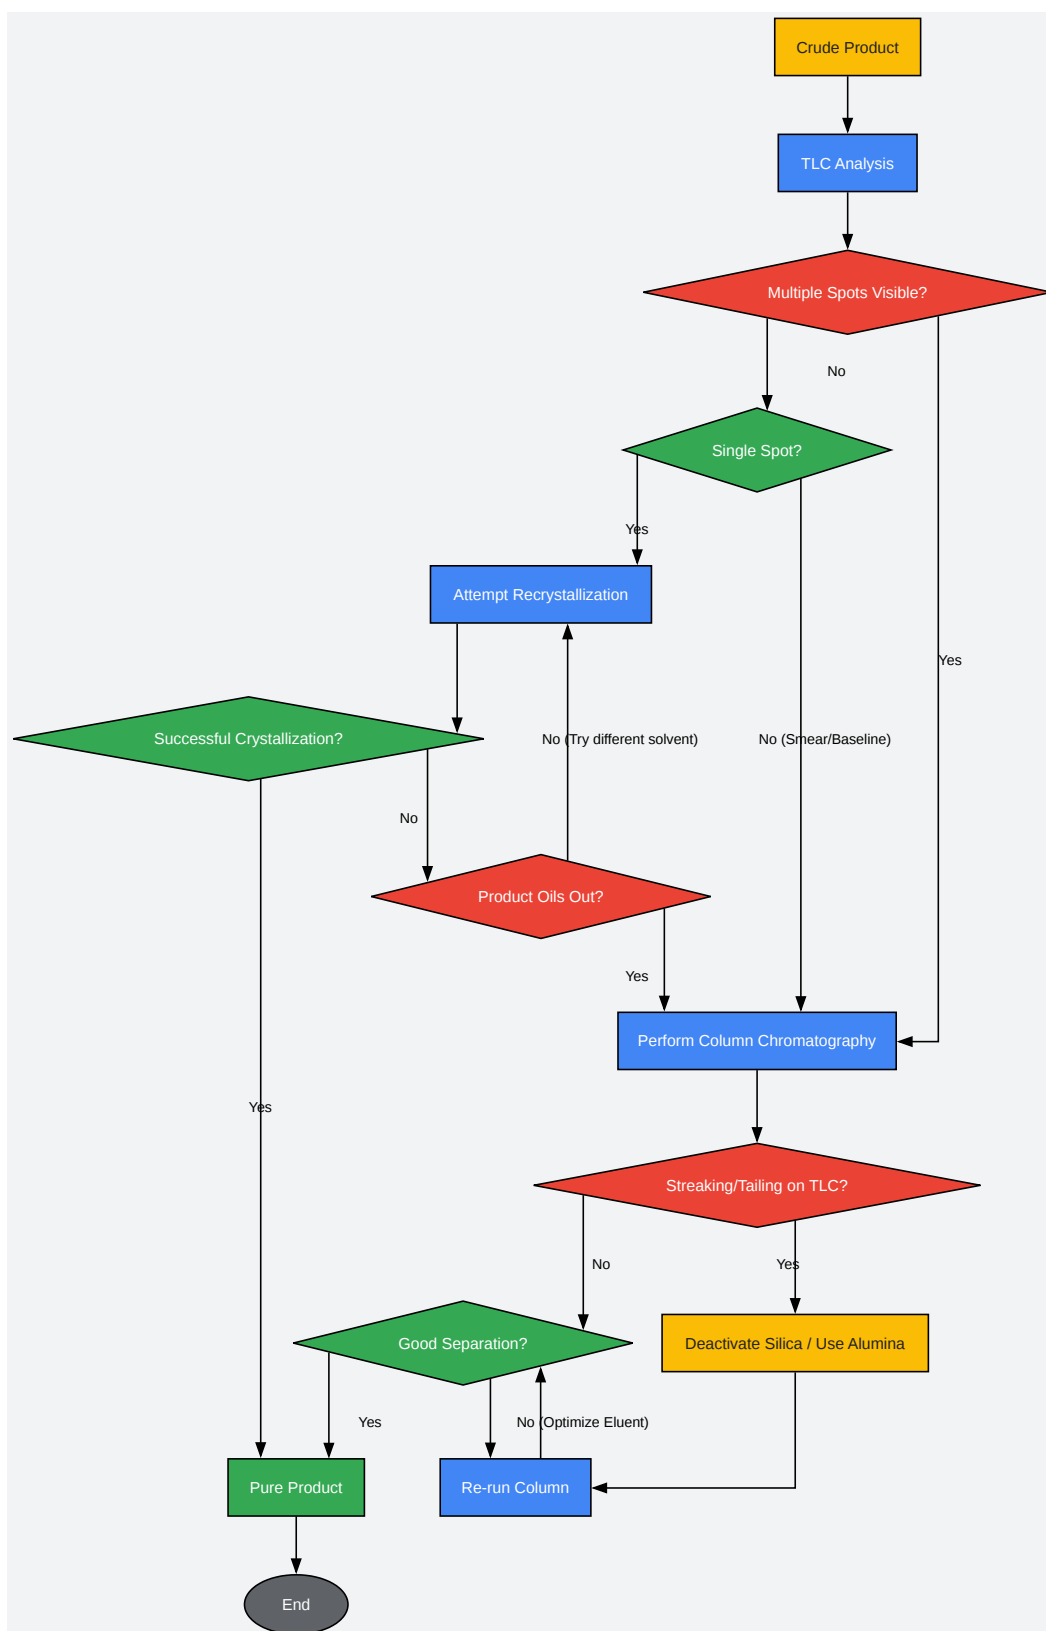 Crude Product
TLC Analysis
Multiple Spots Visible?
No
Single Spot?
Yes
Attempt Recrystallization
Yes
Successful Crystallization?
No (Try different solvent)
No (Smear/Baseline)
No
Product Oils Out?
Yes
Perform Column Chromatography
Yes
Streaking/Tailing on TLC?
No
Yes
Good Separation?
Deactivate Silica / Use Alumina
Yes
No (Optimize Eluent)
Pure Product
Re-run Column
End